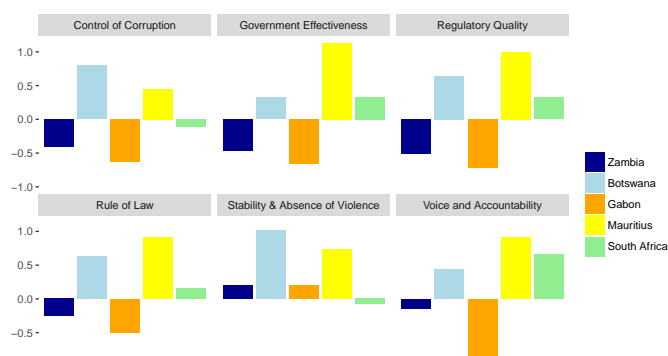 Control of Corruption
Government Effectiveness
Regulatory Quality
1.0
0.5
0.0
−0.5
−1.0
Rule of Law
Stability & Absence of Violence
Voice and Accountability
1.0
0.5
0.0
−0.5
Zambia
Botswana
Gabon
Mauritius
South Africa